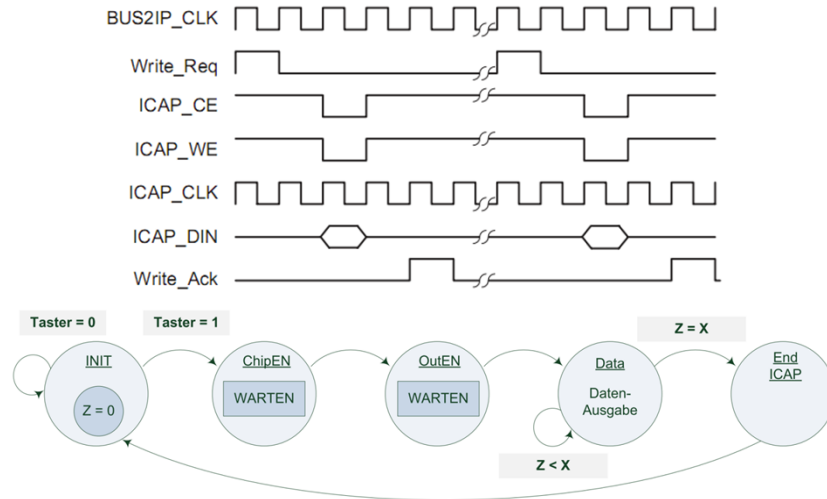 BUS2IP_CLK
Write_Req
ICAP_CE
ICAP_WE
ICAP_CLK
ICAP_DIN
Write_Ack
Taster = 0
Taster = 1
Z = X
INIT
ChipEN
OutEN
Data
End
ICAP
Z = 0
WARTEN
WARTEN
Daten-
Ausgabe
Z < X